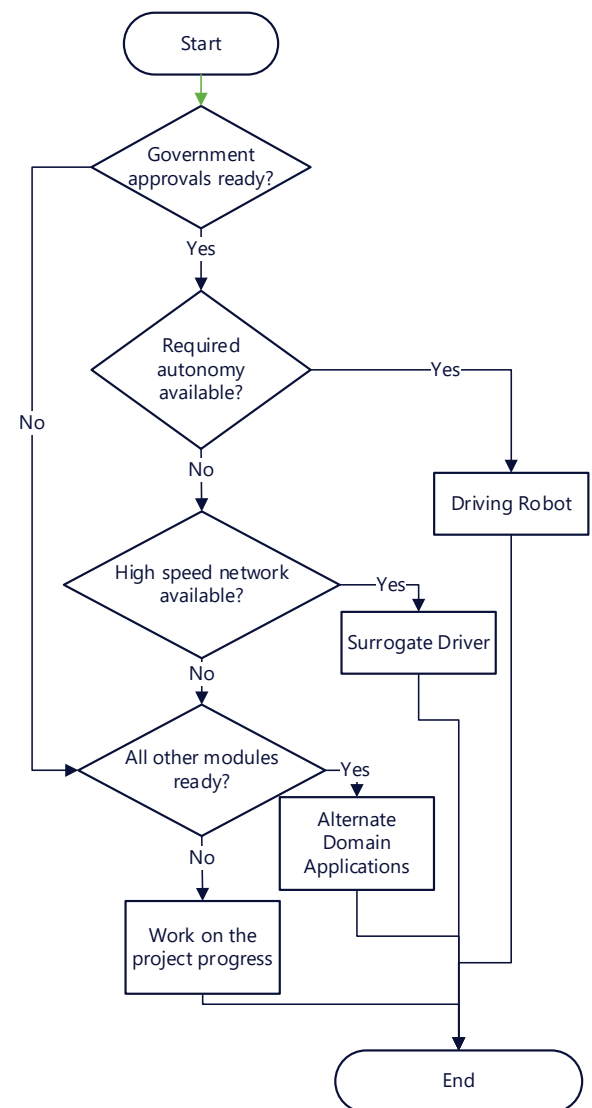 Start
Government
approvals ready?
Yes
Required
autonomy
available?
Yes
No
No
Driving Robot
High speed network
available?
Yes
Surrogate Driver
No
All other modules
ready?
Yes
Alternate
Domain
Applications
No
Work on the
project progress
End